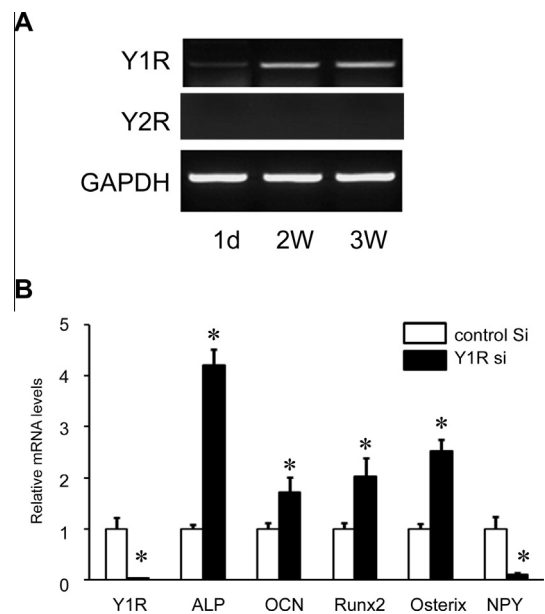 A
Y1R
Y2R
GAPDH
1d 2W 3W
B
Relative mRNA levels
5
4
3
2
1
0
control Si
Y1R si
*
*
*
*
*
*
Y1R ALP OCN Runx2 Osterix NPY